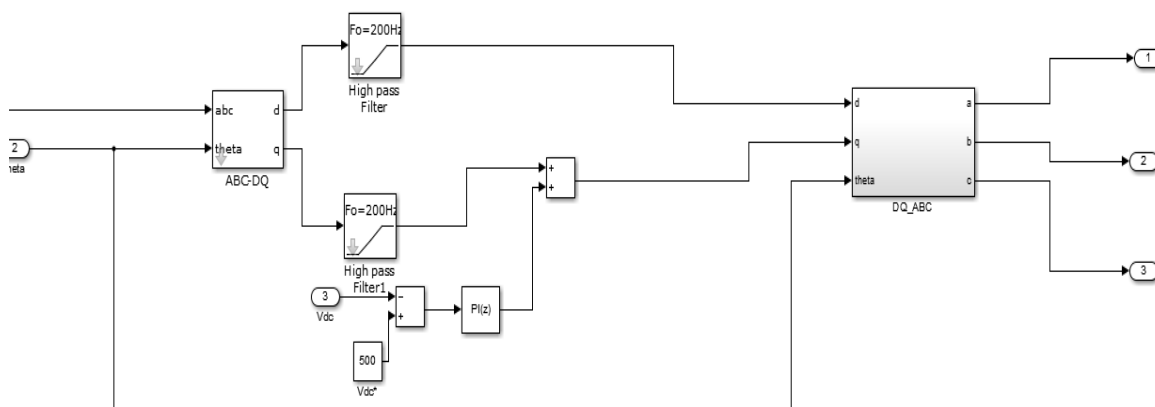 Fo=200Hz
High pass
Filter
abc
d
theta
q
ABC-DQ
2
heta
Fo=200Hz
High pass
Filter1
+
+
3
Vdc
−
+
PI(z)
500
Vdc*
d
q
theta
a
b
c
DQ_ABC
1
2
3